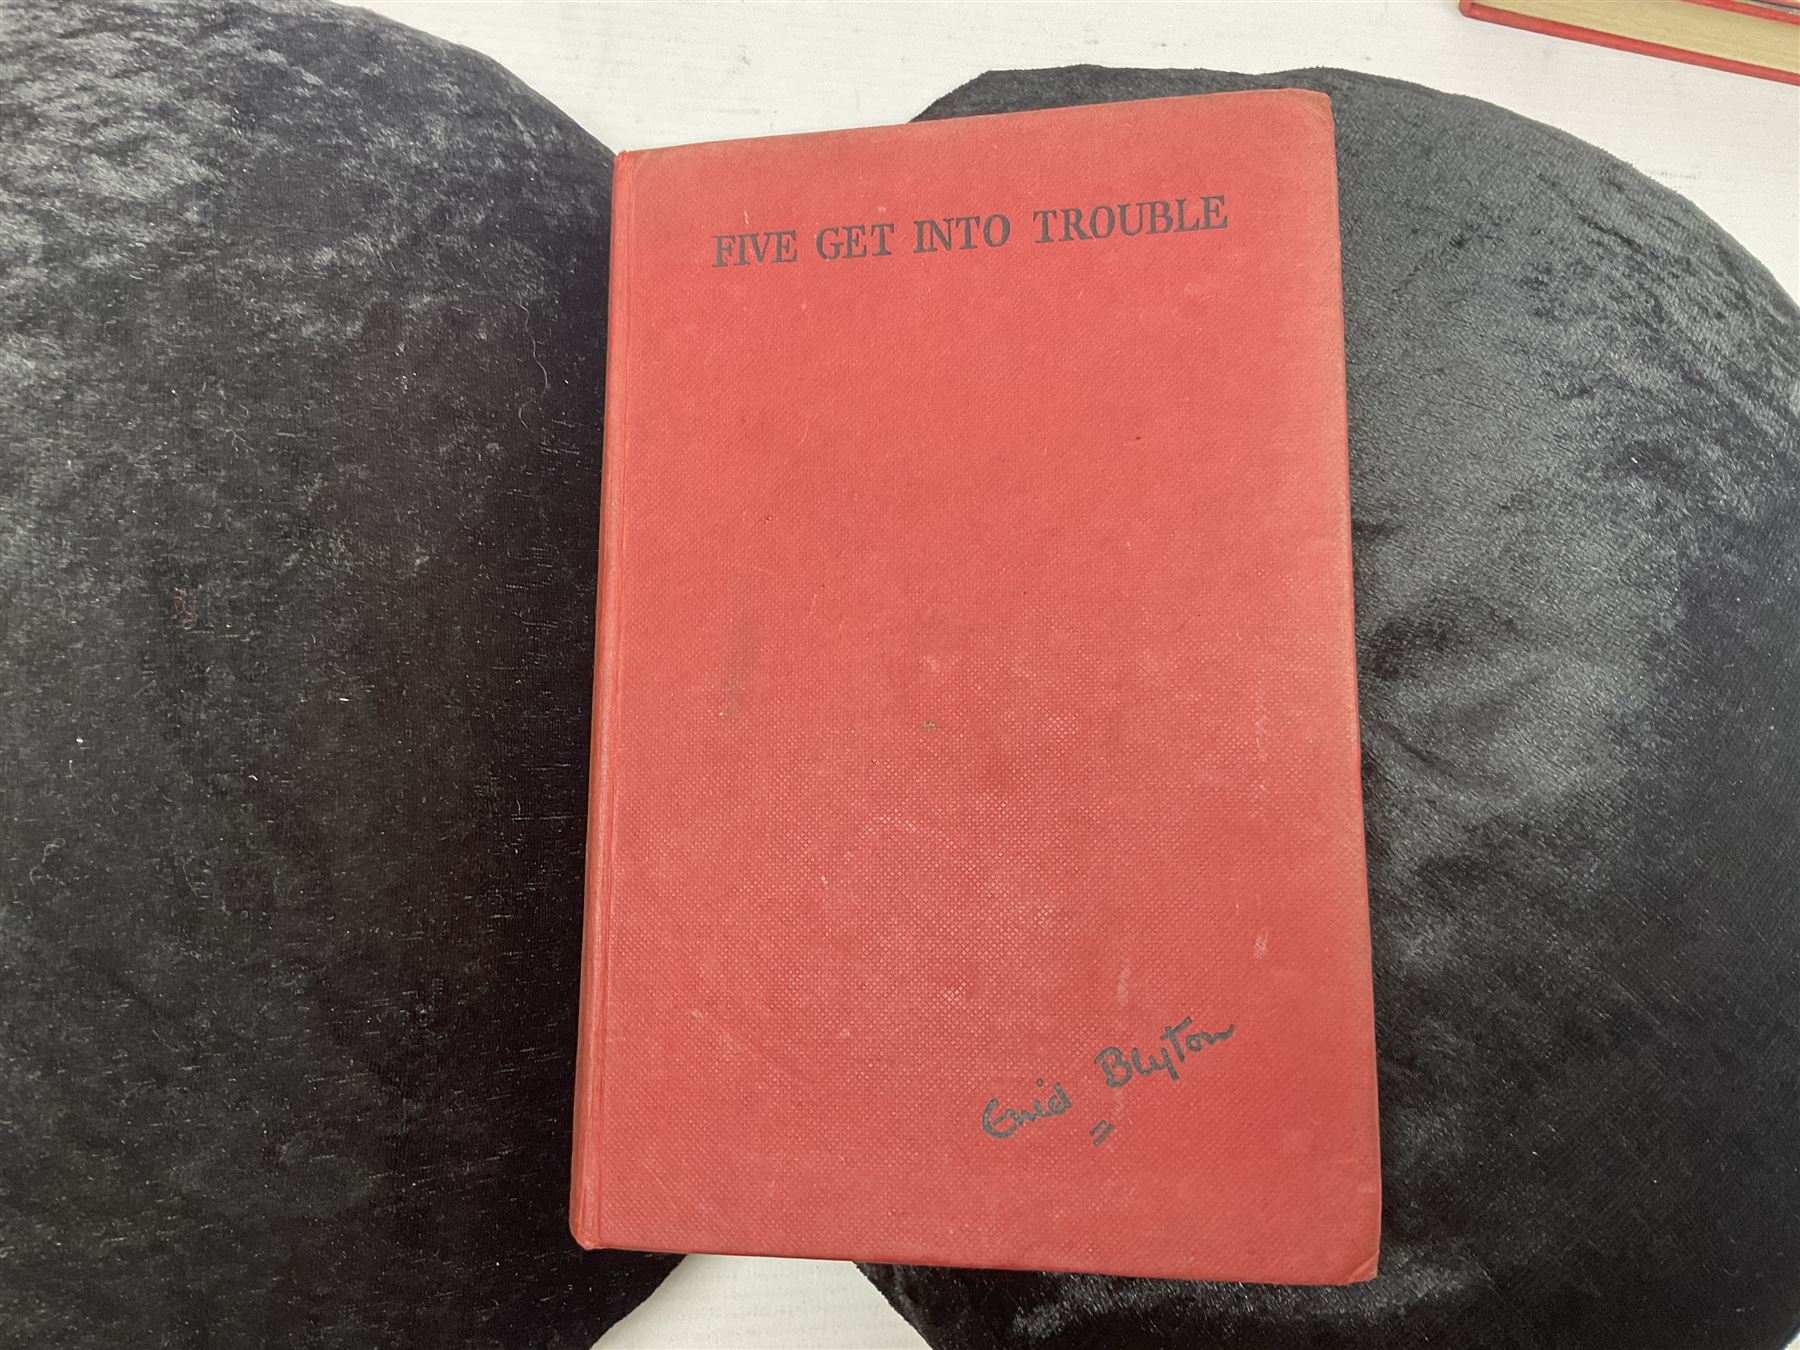 FIVE GET INTO TROUBLE
Enid Blyton